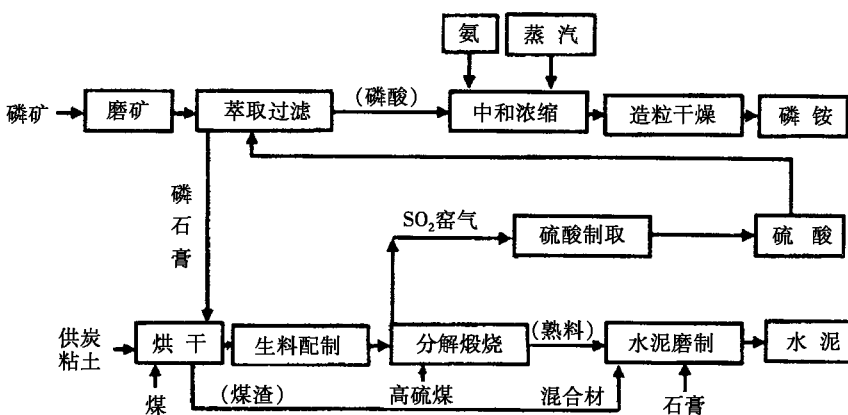 氨
蒸汽
磷矿
磨矿
萃取过滤
(磷酸)
中和浓缩
造粒干燥
磷铵
磷石膏
SO₂窑气
硫酸制取
硫酸
供炭
粘土
烘干
生料配制
分解煅烧
(熟料)
水泥磨制
水泥
煤
(煤渣)
高硫煤
混合材
石膏